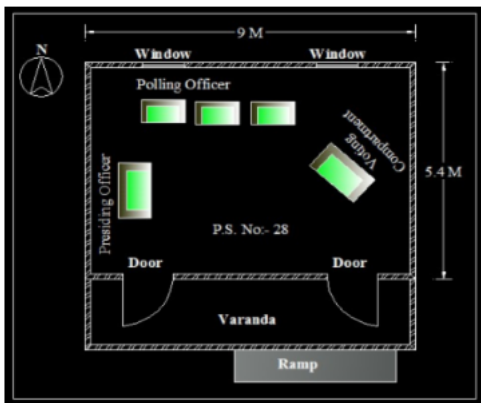 9 M
N
Window
Window
Polling Officer
Voting
Compartment
5.4 M
Presiding Officer
P.S. No:- 28
Door
Door
Varanda
Ramp